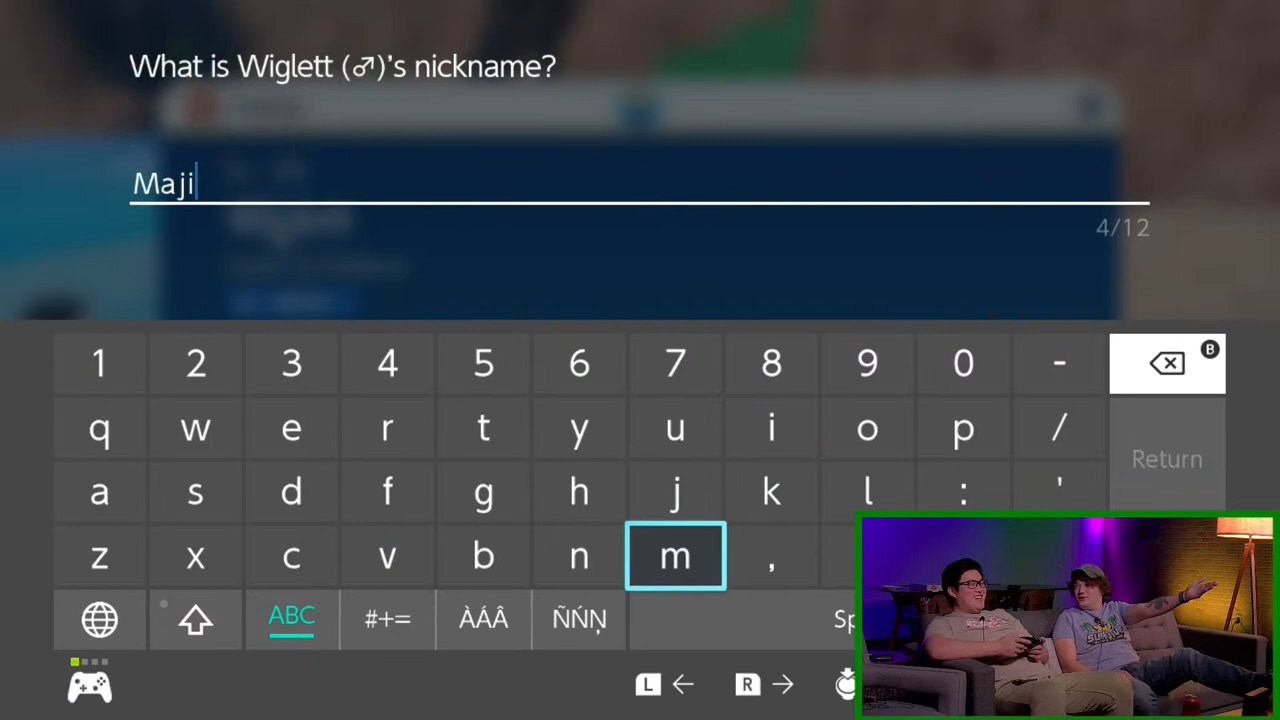 What is Wiglett (♂)'s nickname?
Maji
4/12
1 2 3 4 5 6 7 8 9 0 - B
q w e r t y u i o p /
Return
a s d f g h j k l : '
z x c v b n m ,
ABC #+= ÀÁÂ ÑŃŅ Sp
L ← R →